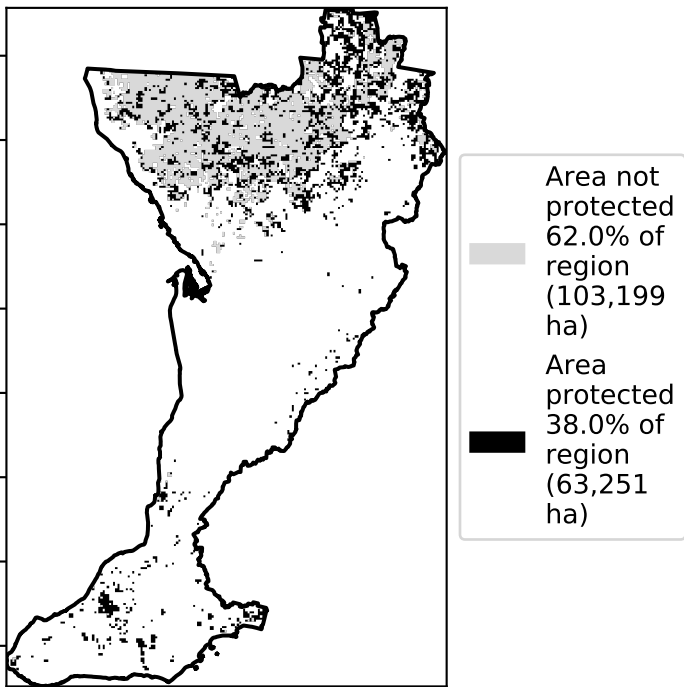 Area not
protected
62.0% of
region
(103,199
ha)
Area
protected
38.0% of
region
(63,251
ha)